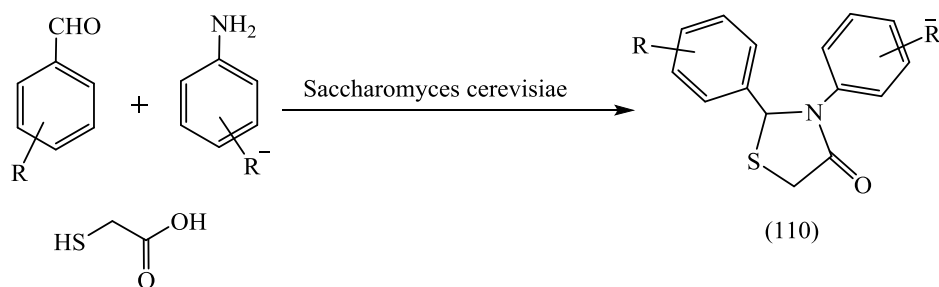 CHO
NH₂
+
Saccharomyces cerevisiae
R
R⁻
HS
OH
O
R
R̄
N
S
O
(110)